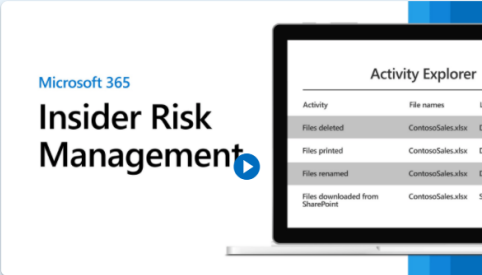 Microsoft 365
Insider Risk
Management
Activity Explorer
Activity File names
Files deleted ContosoSales.xlsx
Files printed ContosoSales.xlsx
Files renamed ContosoSales.xlsx
Files downloaded from ContosoSales.xlsx
SharePoint